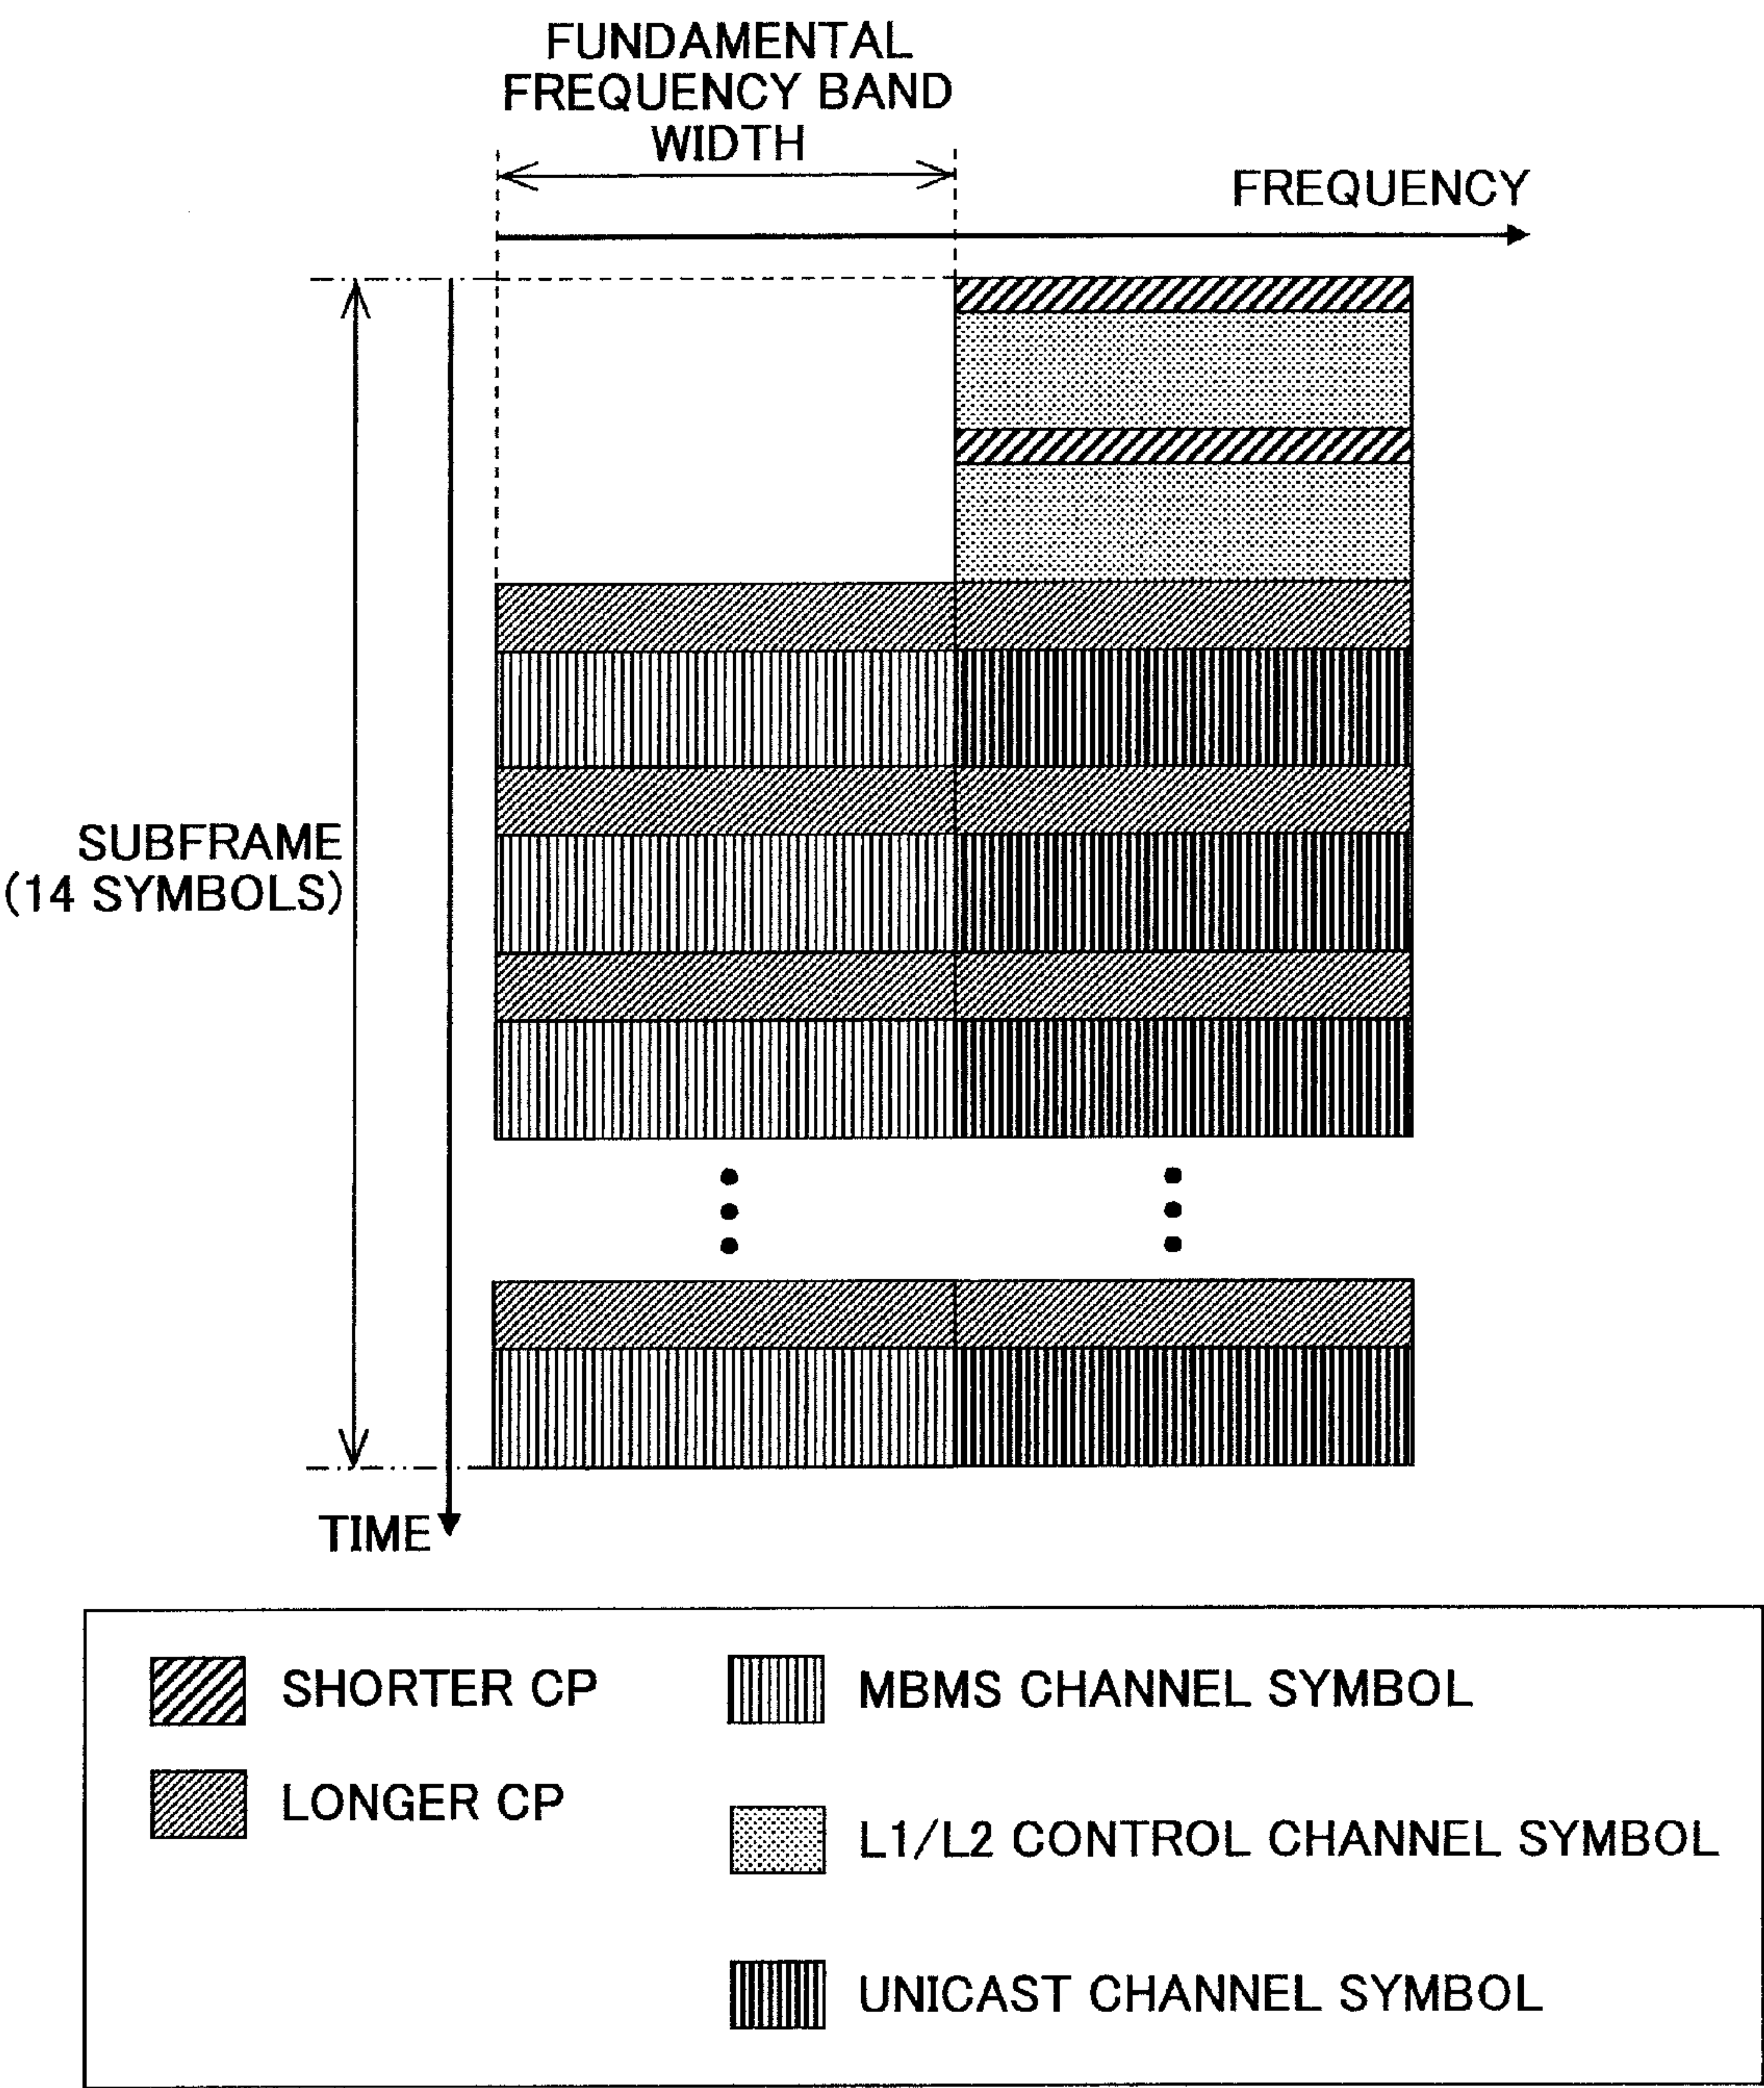 FUNDAMENTAL
FREQUENCY BAND
WIDTH
FREQUENCY
SUBFRAME
(14 SYMBOLS)
TIME
SHORTER CP
LONGER CP
MBMS CHANNEL SYMBOL
L1/L2 CONTROL CHANNEL SYMBOL
UNICAST CHANNEL SYMBOL